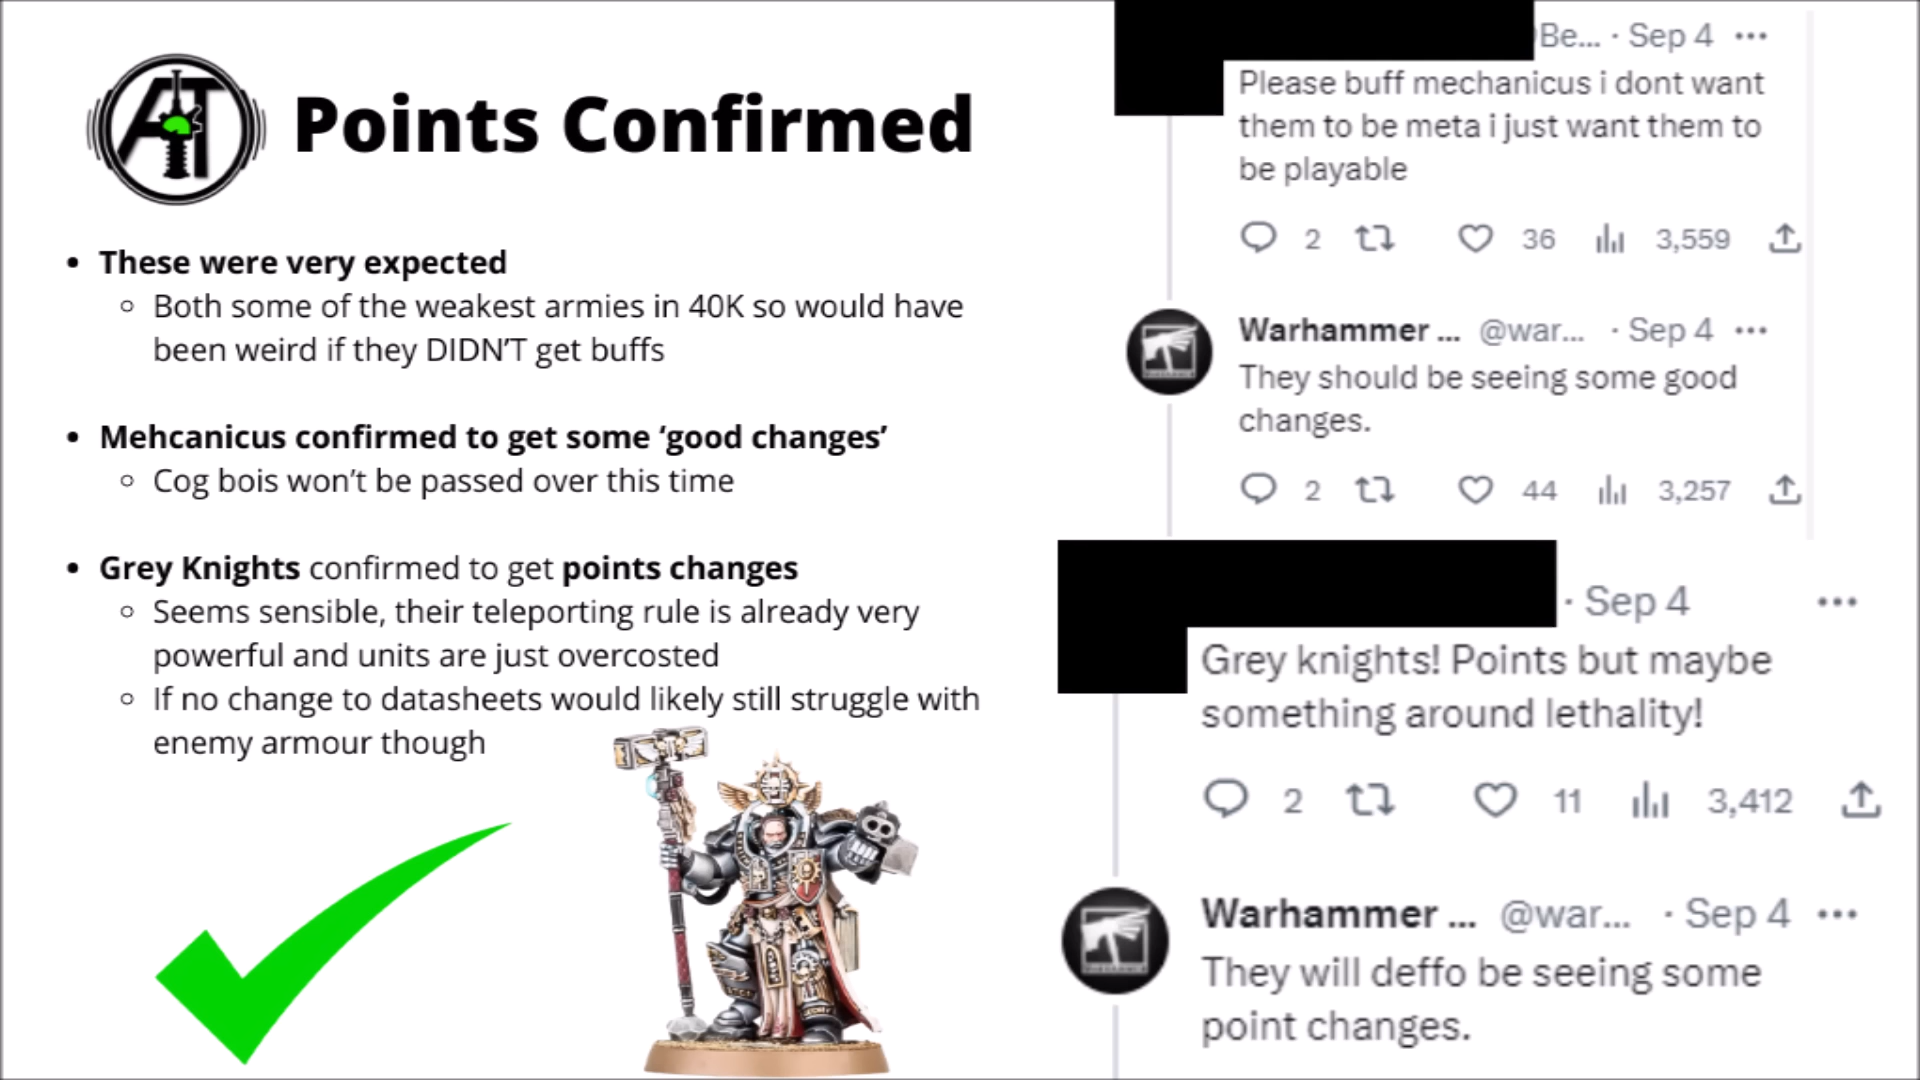 AT
Points Confirmed
• These were very expected
◦ Both some of the weakest armies in 40K so would have
been weird if they DIDN’T get buffs
• Mehcanicus confirmed to get some ‘good changes’
◦ Cog bois won’t be passed over this time
• Grey Knights confirmed to get points changes
◦ Seems sensible, their teleporting rule is already very
powerful and units are just overcosted
◦ If no change to datasheets would likely still struggle with
enemy armour though
Be... · Sep 4 ···
Please buff mechanicus i dont want
them to be meta i just want them to
be playable
2 36 3,559
Warhammer ... @war... · Sep 4 ···
They should be seeing some good
changes.
2 44 3,257
· Sep 4 ···
Grey knights! Points but maybe
something around lethality!
2 11 3,412
Warhammer ... @war... · Sep 4 ···
They will deffo be seeing some
point changes.